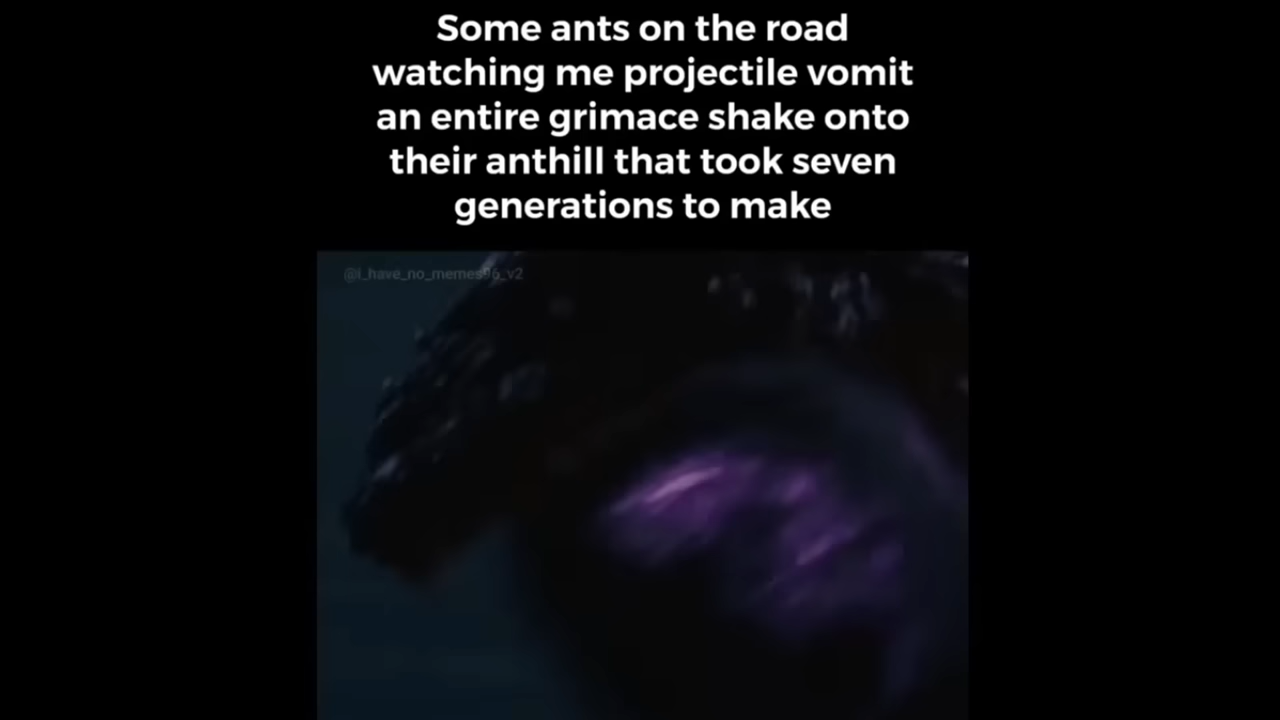 Some ants on the road
watching me projectile vomit
an entire grimace shake onto
their anthill that took seven
generations to make
@i_have_no_memes96_v2